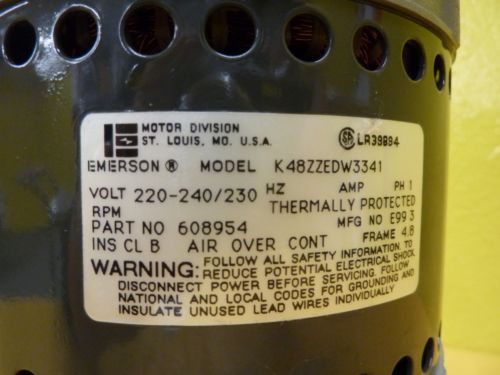 MOTOR DIVISION
ST. LOUIS, MO. U.S.A.
LR39894
EMERSON® MODEL K48ZZEDW3341
VOLT 220-240/230 HZ AMP PH 1
RPM THERMALLY PROTECTED
PART NO 608954 MFG NO E99 3
INS CL B AIR OVER CONT FRAME 4.8
WARNING: FOLLOW ALL SAFETY INFORMATION. TO
REDUCE POTENTIAL ELECTRICAL SHOCK,
DISCONNECT POWER BEFORE SERVICING. FOLLOW
NATIONAL AND LOCAL CODES FOR GROUNDING AND
INSULATE UNUSED LEAD WIRES INDIVIDUALLY